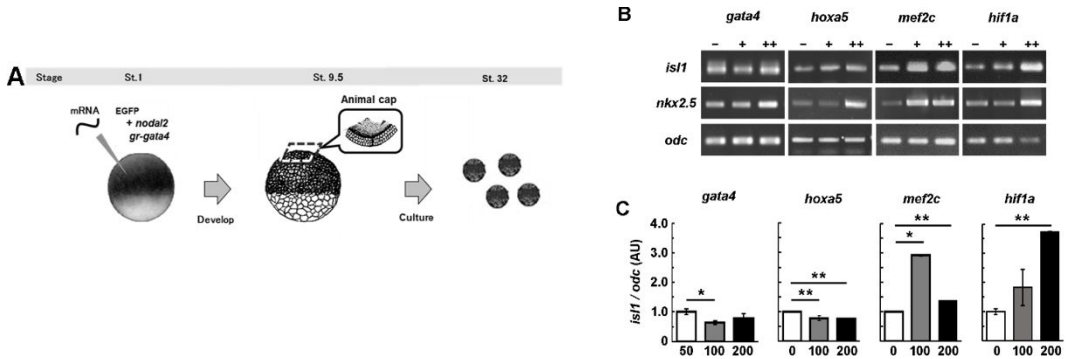 A
Stage St.1 St. 9.5 St. 32
mRNA EGFP
+ nodal2
gr-gata4
Animal cap
Develop
Culture
B
gata4 hoxa5 mef2c hif1a
− + ++ − + ++ − + ++ − + ++
isl1
nkx2.5
odc
C
gata4 hoxa5 mef2c hif1a
isl1 / odc (AU)
4.0
3.0
2.0
1.0
0
* ** ** * ** **
50 100 200 0 100 200 0 100 200 0 100 200